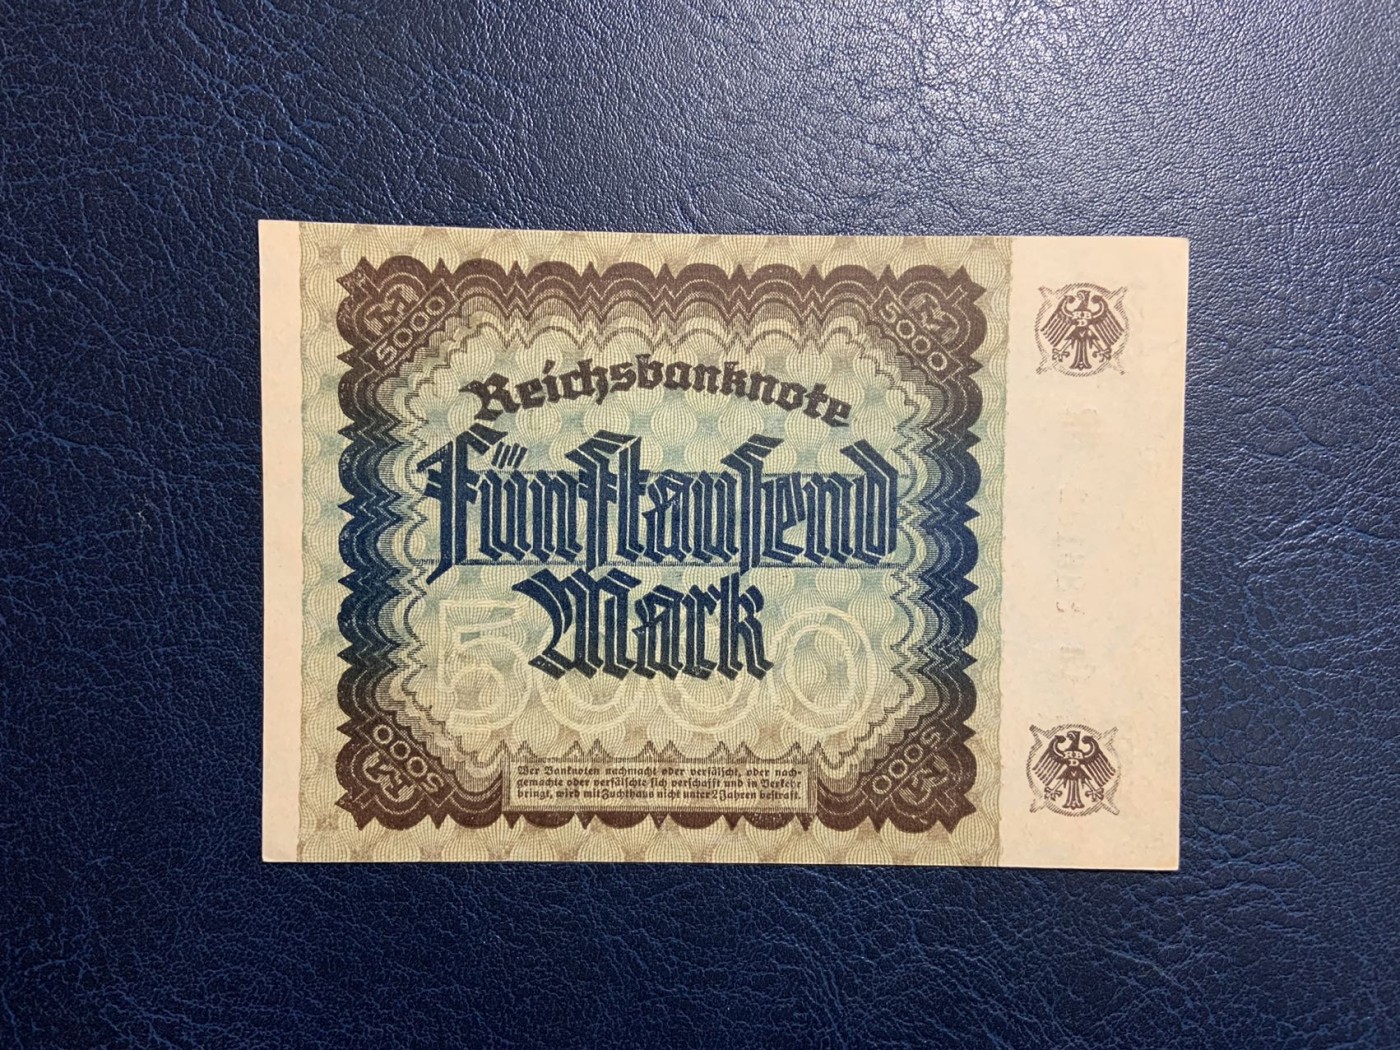 M 5000
M 5000
Reichsbanknote
Fünftauſend
Mark
5000
Wer Banknoten nachmacht oder verfälſcht, oder nach-
gemachte oder verfälſchte ſich verſchafft und in Verkehr
bringt, wird mit Zuchthaus nicht unter 2 Jahren beſtraft.
M 5000
M 5000